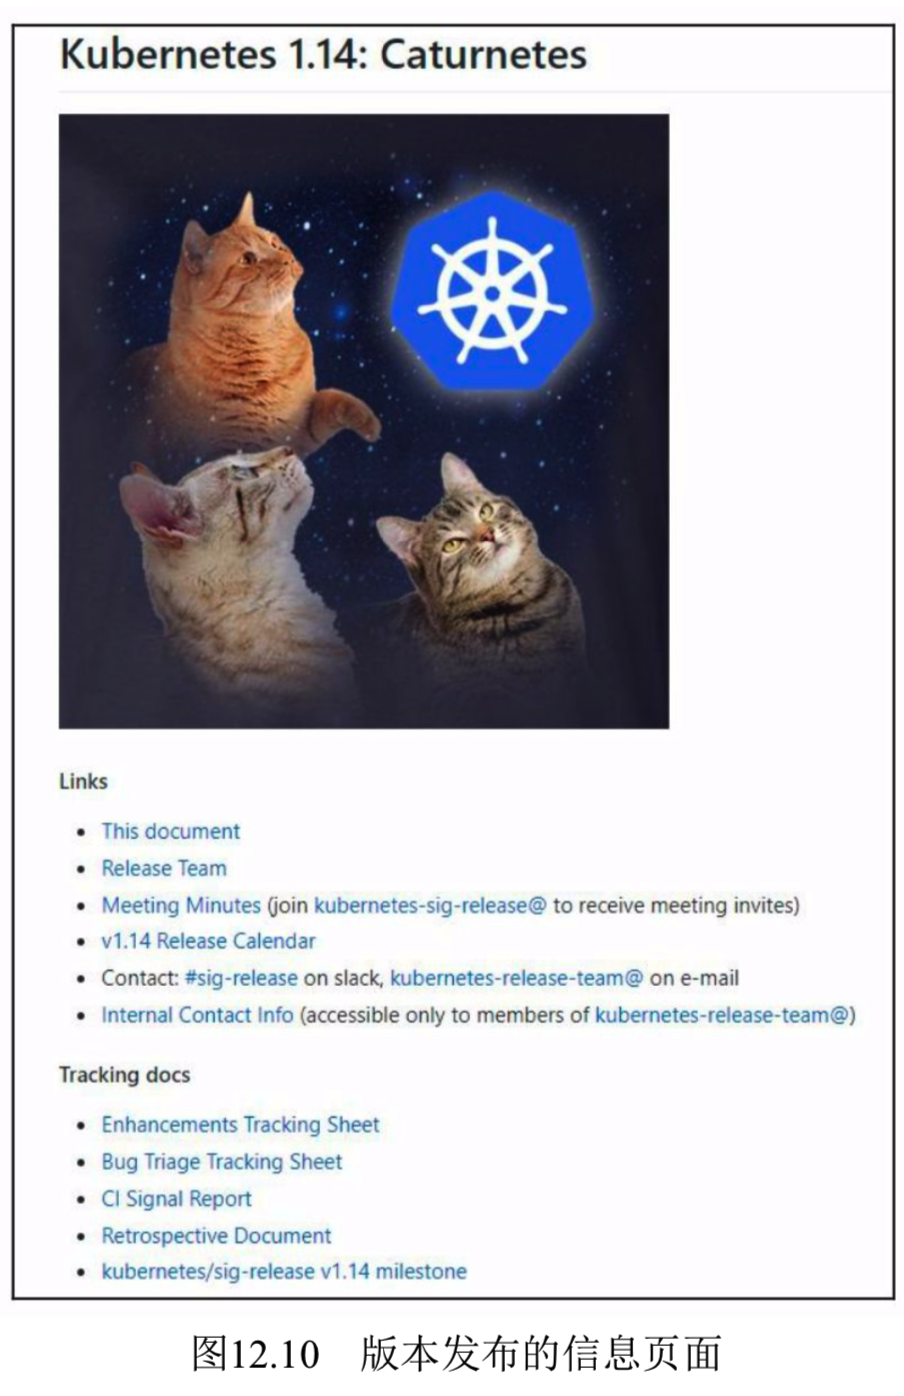 Kubernetes 1.14: Caturnetes
Links
• This document
• Release Team
• Meeting Minutes (join kubernetes-sig-release@ to receive meeting invites)
• v1.14 Release Calendar
• Contact: #sig-release on slack, kubernetes-release-team@ on e-mail
• Internal Contact Info (accessible only to members of kubernetes-release-team@)
Tracking docs
• Enhancements Tracking Sheet
• Bug Triage Tracking Sheet
• CI Signal Report
• Retrospective Document
• kubernetes/sig-release v1.14 milestone
图12.10 版本发布的信息页面